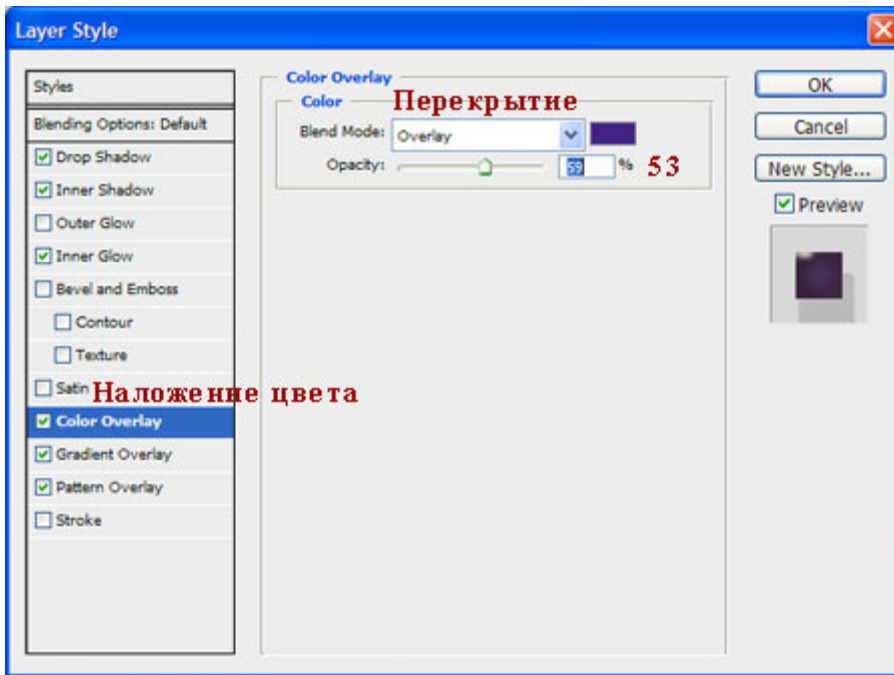 Layer Style
Styles
Blending Options: Default
Drop Shadow
Inner Shadow
Outer Glow
Inner Glow
Bevel and Emboss
Contour
Texture
Satin
Наложение цвета
Color Overlay
Gradient Overlay
Pattern Overlay
Stroke
Color Overlay
Color
Перекрытие
Blend Mode: Overlay
Opacity: 59 % 53
OK
Cancel
New Style...
Preview